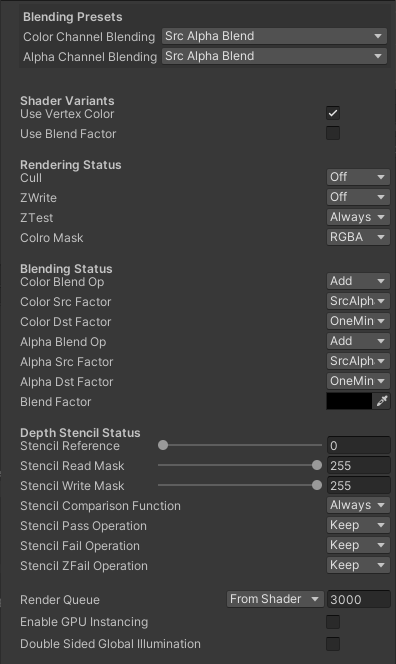 Blending Presets
Color Channel Blending Src Alpha Blend
Alpha Channel Blending Src Alpha Blend
Shader Variants
Use Vertex Color
Use Blend Factor
Rendering Status
Cull Off
ZWrite Off
ZTest Always
Colro Mask RGBA
Blending Status
Color Blend Op Add
Color Src Factor SrcAlph
Color Dst Factor OneMin
Alpha Blend Op Add
Alpha Src Factor SrcAlph
Alpha Dst Factor OneMin
Blend Factor
Depth Stencil Status
Stencil Reference 0
Stencil Read Mask 255
Stencil Write Mask 255
Stencil Comparison Function Always
Stencil Pass Operation Keep
Stencil Fail Operation Keep
Stencil ZFail Operation Keep
Render Queue From Shader 3000
Enable GPU Instancing
Double Sided Global Illumination